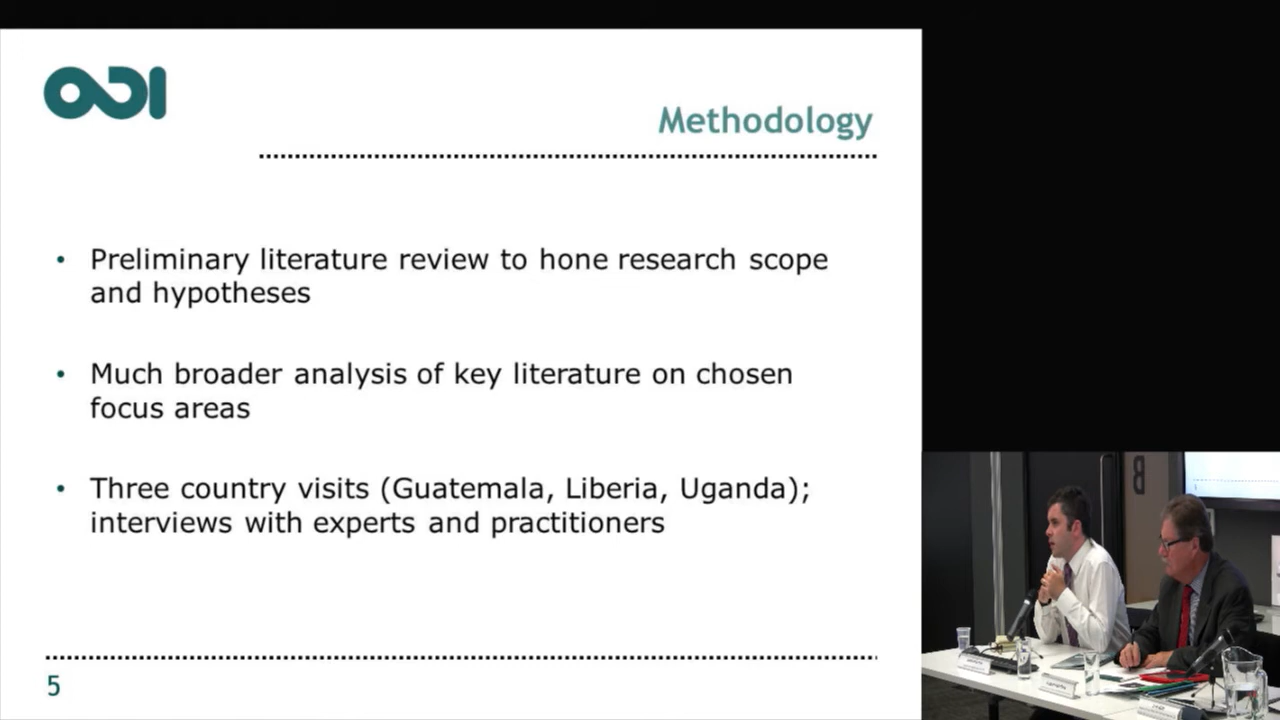 ODI
Methodology
• Preliminary literature review to hone research scope
and hypotheses
• Much broader analysis of key literature on chosen
focus areas
• Three country visits (Guatemala, Liberia, Uganda);
interviews with experts and practitioners
5
B